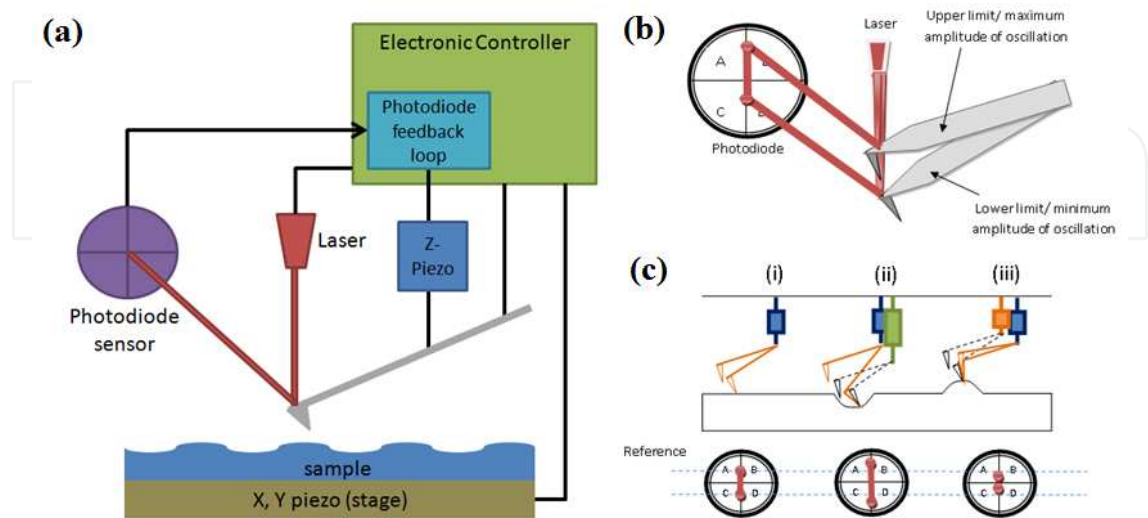 (a)
Electronic Controller
Photodiode
feedback
loop
Laser
Z-
Piezo
Photodiode
sensor
sample
X, Y piezo (stage)
(b)
Laser
Upper limit/ maximum
amplitude of oscillation
A
C
Photodiode
Lower limit/ minimum
amplitude of oscillation
(c)
(i) (ii) (iii)
Reference
A B A B A B
C D C D C D